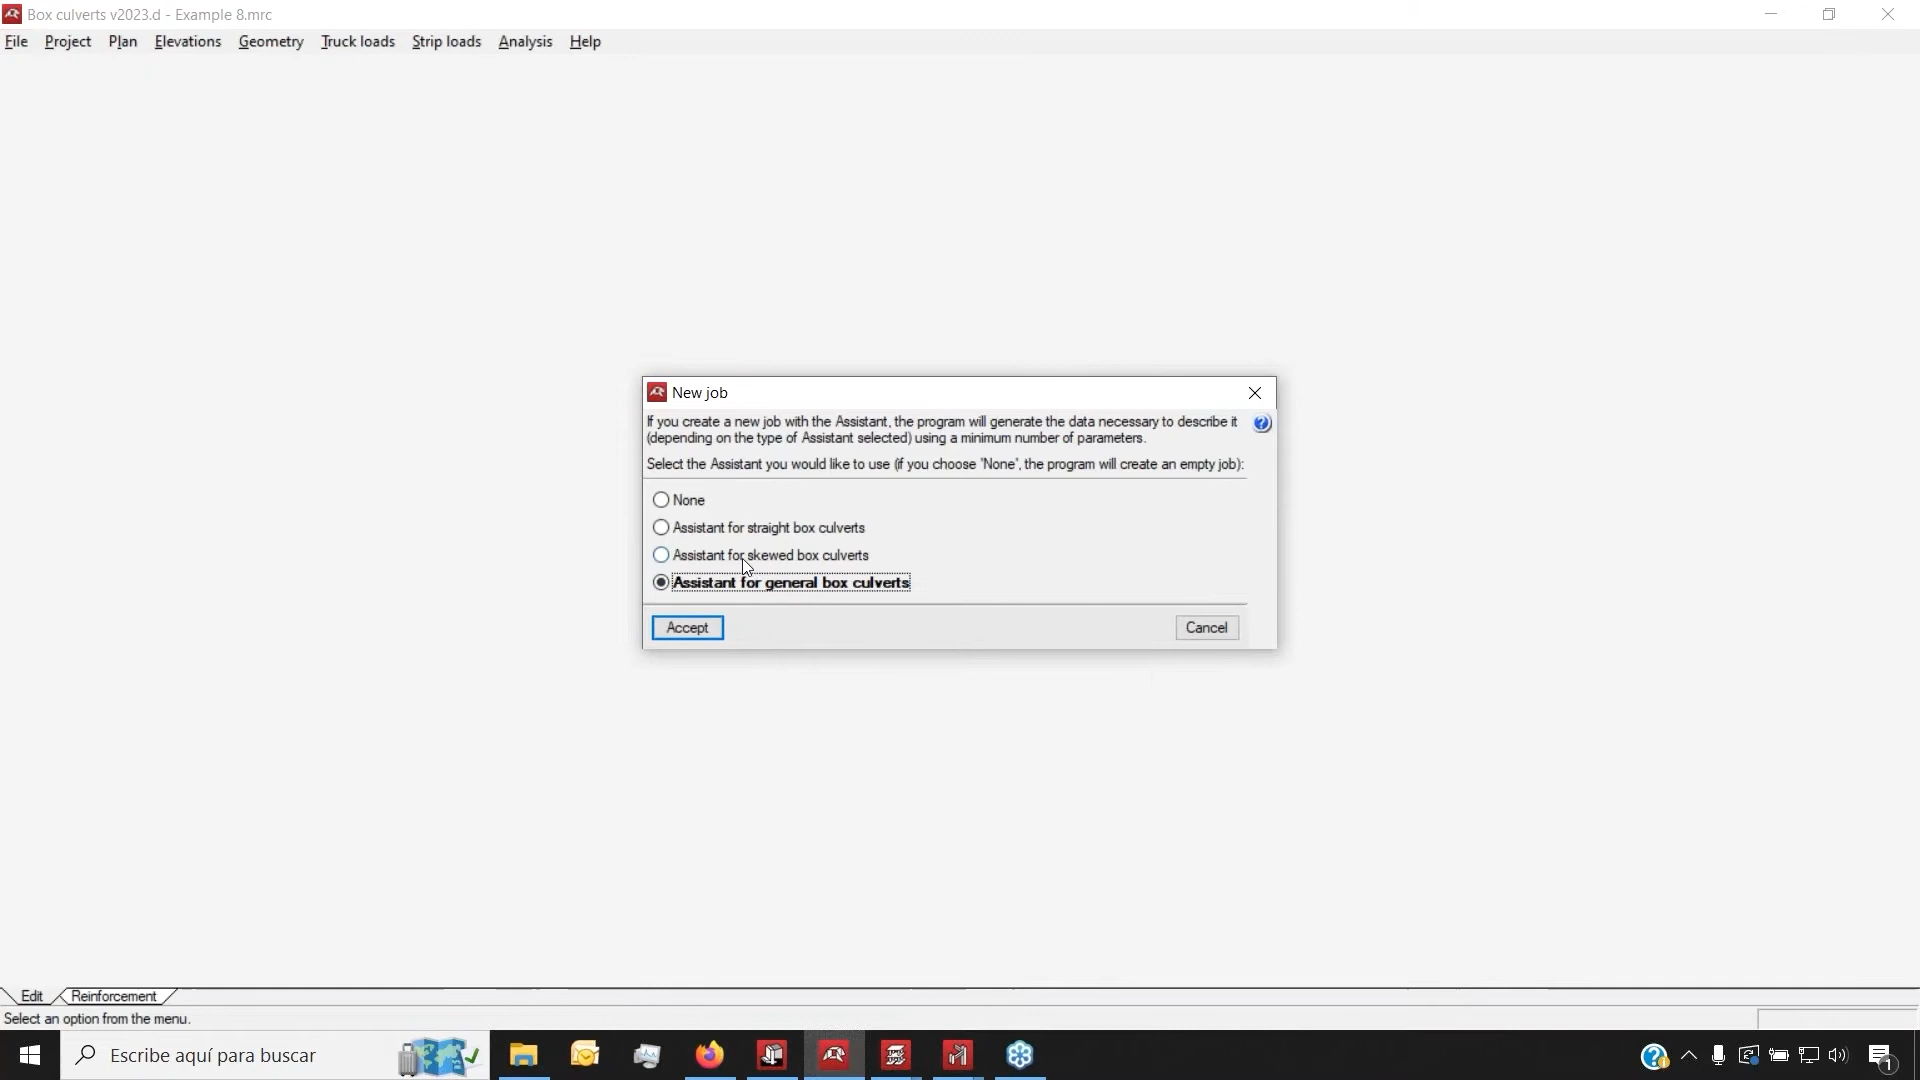 Box culverts v2023.d - Example 8.mrc
File Project Plan Elevations Geometry Truck loads Strip loads Analysis Help
New job
If you create a new job with the Assistant, the program will generate the data necessary to describe it
(depending on the type of Assistant selected) using a minimum number of parameters.
Select the Assistant you would like to use (if you choose 'None', the program will create an empty job):
None
Assistant for straight box culverts
Assistant for skewed box culverts
Assistant for general box culverts
Accept Cancel
Edit Reinforcement
Select an option from the menu.
Escribe aquí para buscar
1